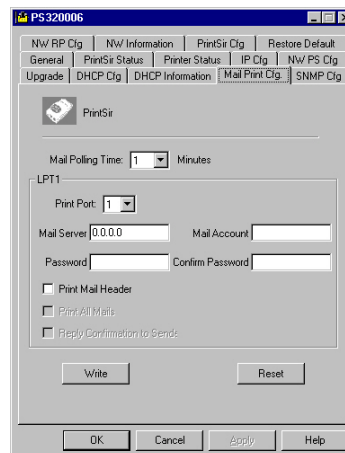 PS320006
NW RP Cfg NW Information PrintSir Cfg Restore Default
General PrintSir Status Printer Status IP Cfg NW PS Cfg
Upgrade DHCP Cfg DHCP Information Mail Print Cfg. SNMP Cfg
PrintSir
Mail Polling Time: 1 Minutes
LPT1
Print Port: 1
Mail Server 0.0.0.0 Mail Account
Password Confirm Password
Print Mail Header
Print All Mails
Reply Confirmation to Sende
Write Reset
OK Cancel Apply Help